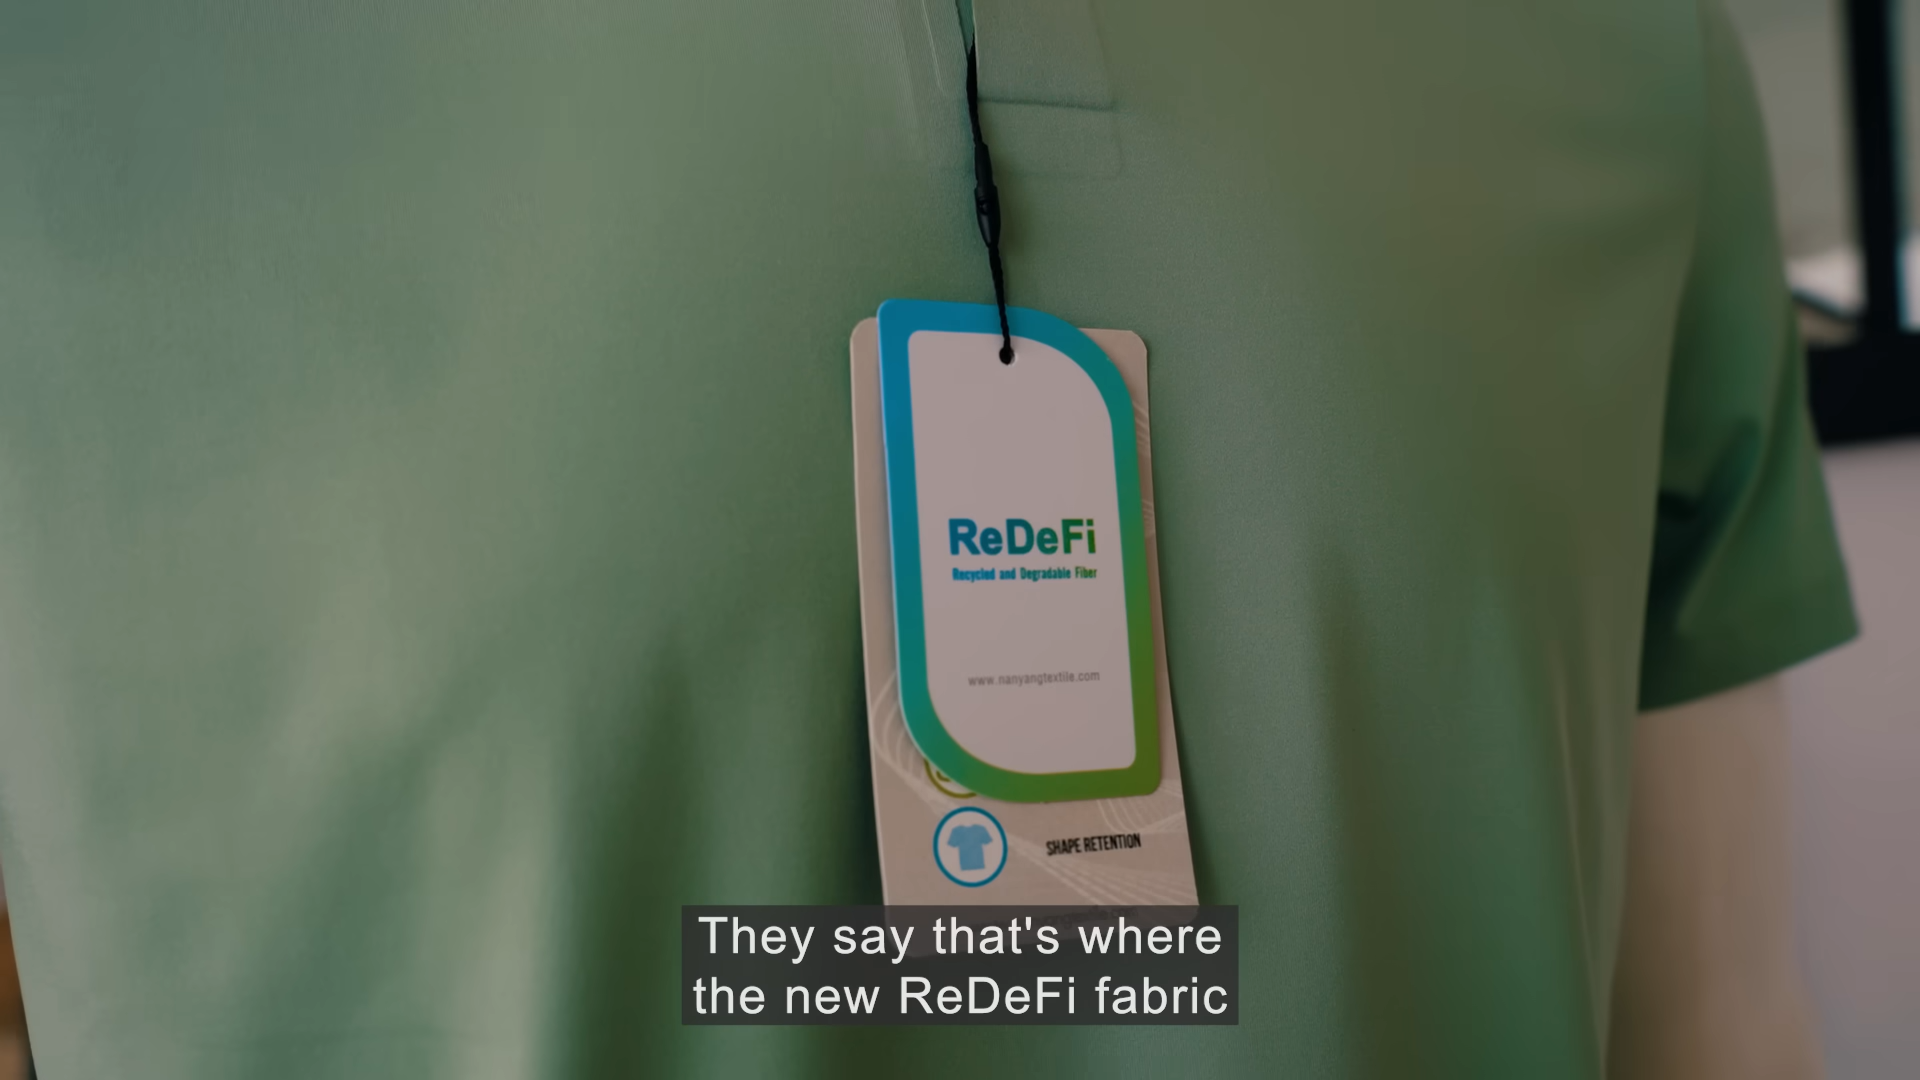 ReDeFi
Recycled and Degradable Fiber
www.nanyangtextile.com
SHAPE RETENTION
They say that's where
the new ReDeFi fabric